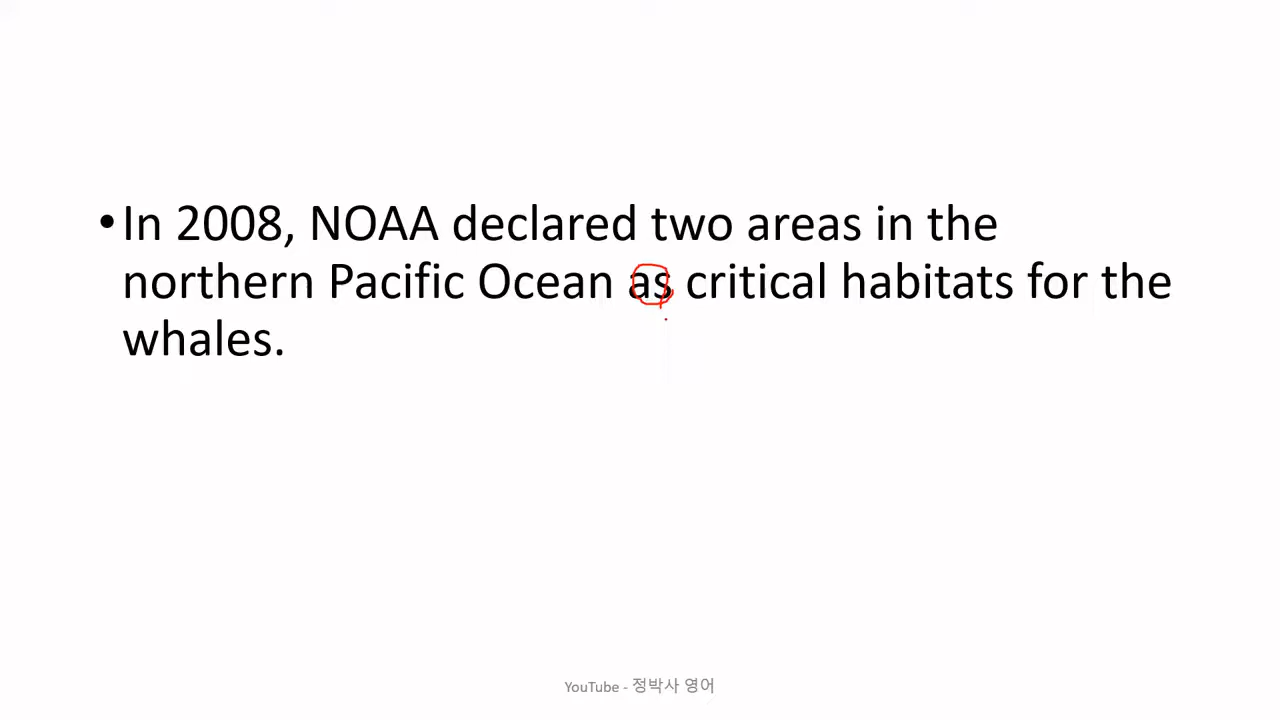 •In 2008, NOAA declared two areas in the
northern Pacific Ocean as critical habitats for the
whales.
YouTube - 정박사 영어